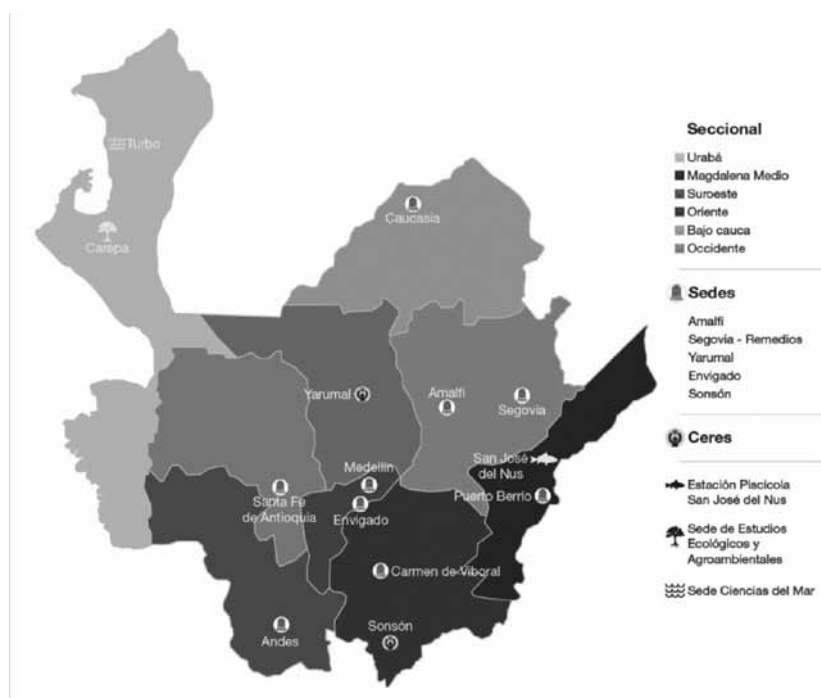 Turbo
Carepa
Caucasia
Yarumal
Amalfi
Segovia
Medellín
San José
del Nus
Puerto Berrío
Santa Fé
de Antioquia
Envigado
Carmen de Viboral
Andes
Sonsón
Seccional
Urabá
Magdalena Medio
Suroeste
Oriente
Bajo cauca
Occidente
Sedes
Amalfi
Segovia - Remedios
Yarumal
Envigado
Sonsón
Ceres
Estación Piscícola
San José del Nus
Sede de Estudios
Ecológicos y
Agroambientales
Sede Ciencias del Mar